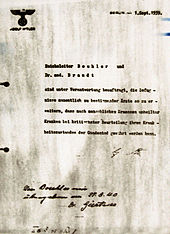 ADOLF HITLER
BERLIN, 1.Sept.1939.
Reichsleiter Bouhler und
Dr. med. Brandt
sind unter Verantwortung beauftragt, die Befug -
nisse namentlich zu bestimmender Ärzte so zu er -
weitern, dass nach menschlichem Ermessen unheilbar
Kranken bei kritischster Beurteilung ihres Krank -
heitszustandes der Gnadentod gewährt werden kann.
Von Bouhler mir
übergeben am 27.8.40
Dr. Gürtner